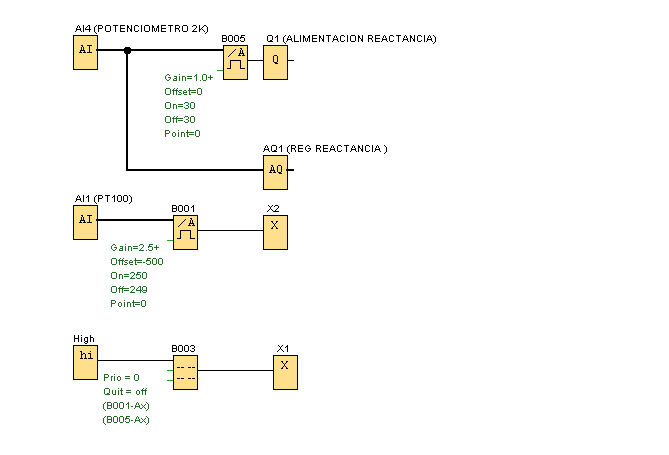 AI4 (POTENCIOMETRO 2K)
B005
Q1 (ALIMENTACION REACTANCIA)
AI
/A
Q
Gain=1.0+
Offset=0
On=30
Off=30
Point=0
AQ1 (REG REACTANCIA )
AQ
AI1 (PT100)
B001
X2
AI
/A
X
Gain=2.5+
Offset=-500
On=250
Off=249
Point=0
High
B003
X1
hi
X
Prio = 0
Quit = off
(B001-Ax)
(B005-Ax)